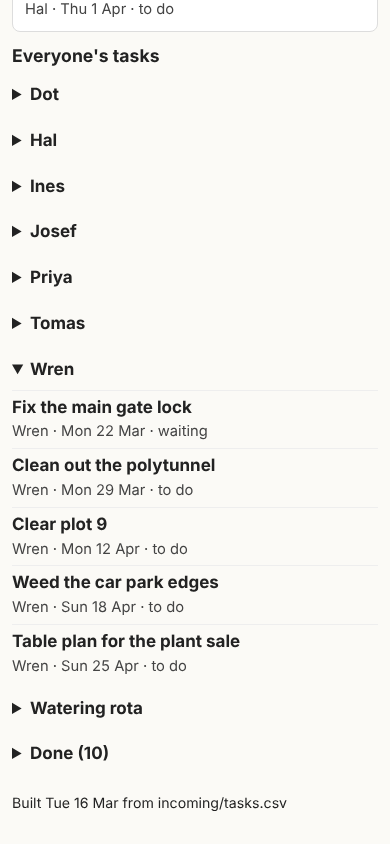 Hal · Thu 1 Apr · to do
Everyone's tasks
Dot
Hal
Ines
Josef
Priya
Tomas
Wren
Fix the main gate lock
Wren · Mon 22 Mar · waiting
Clean out the polytunnel
Wren · Mon 29 Mar · to do
Clear plot 9
Wren · Mon 12 Apr · to do
Weed the car park edges
Wren · Sun 18 Apr · to do
Table plan for the plant sale
Wren · Sun 25 Apr · to do
Watering rota
Done (10)
Built Tue 16 Mar from incoming/tasks.csv